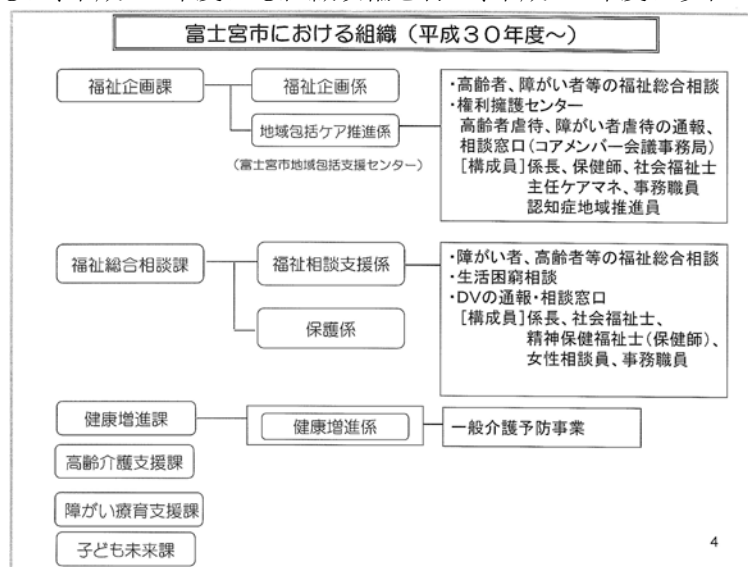 富士宮市における組織（平成３０年度～）
福祉企画課
福祉企画係
地域包括ケア推進係
（富士宮市地域包括支援センター）
・高齢者、障がい者等の福祉総合相談
・権利擁護センター
高齢者虐待、障がい者虐待の通報、
相談窓口（コアメンバー会議事務局）
［構成員］係長、保健師、社会福祉士
主任ケアマネ、事務職員
認知症地域推進員
福祉総合相談課
福祉相談支援係
保護係
・障がい者、高齢者等の福祉総合相談
・生活困窮相談
・DVの通報・相談窓口
［構成員］係長、社会福祉士、
精神保健福祉士（保健師）、
女性相談員、事務職員
健康増進課
健康増進係
一般介護予防事業
高齢介護支援課
障がい療育支援課
子ども未来課
4